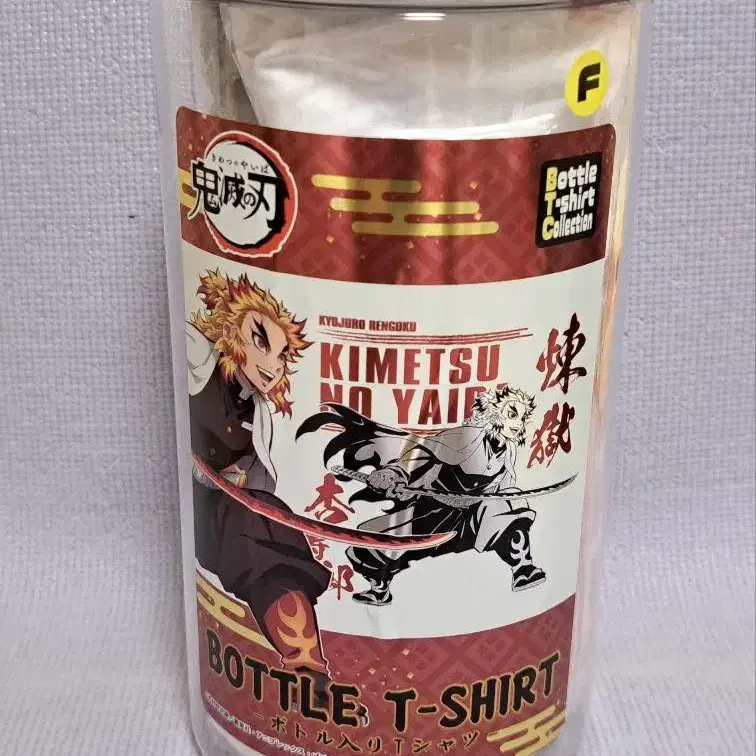 F
きめつのやいば
鬼滅の刃
Bottle
T-shirt
Collection
KYOJURO RENGOKU
KIMETSU
NO YAIB
煉獄
杏寿郎
BOTTLE T-SHIRT
-ボトル入りTシャツ